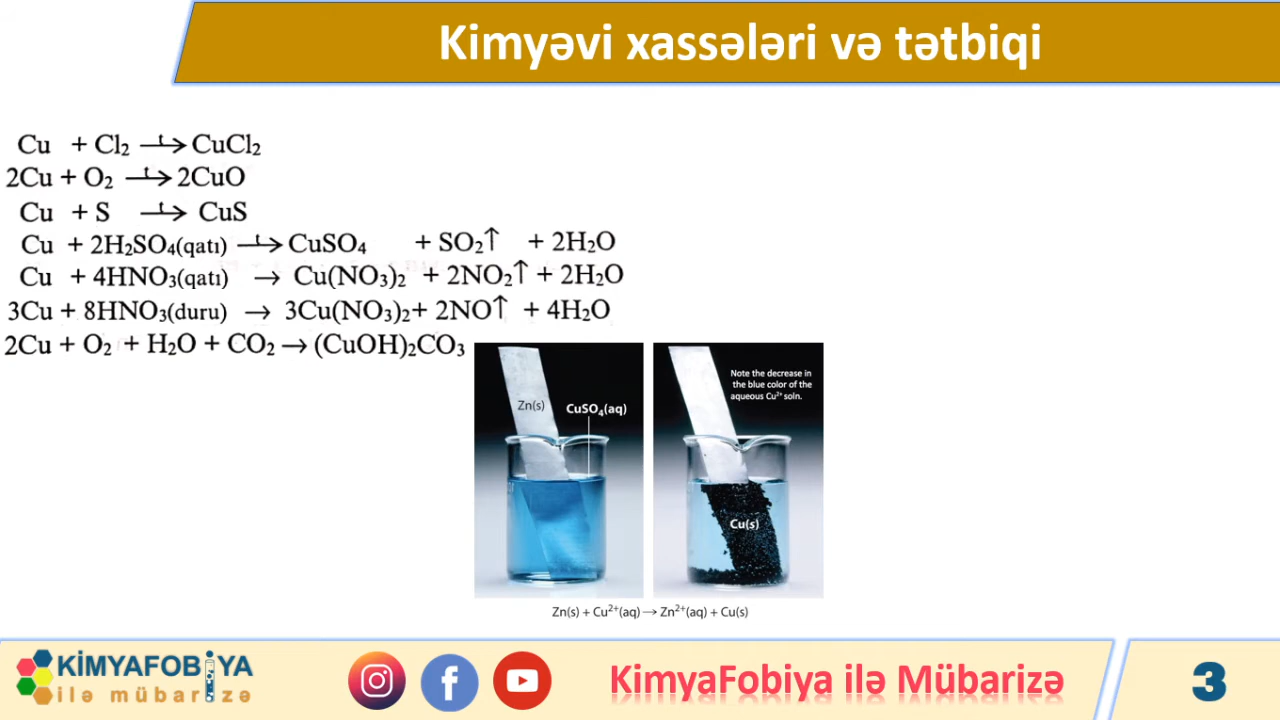 Kimyəvi xassələri və tətbiqi
Cu + Cl₂ —t→ CuCl₂
2Cu + O₂ —t→ 2CuO
Cu + S —t→ CuS
Cu + 2H₂SO₄(qatı) —t→ CuSO₄ + SO₂↑ + 2H₂O
Cu + 4HNO₃(qatı) → Cu(NO₃)₂ + 2NO₂↑ + 2H₂O
3Cu + 8HNO₃(duru) → 3Cu(NO₃)₂+ 2NO↑ + 4H₂O
2Cu + O₂ + H₂O + CO₂ → (CuOH)₂CO₃
Zn(s)
CuSO₄(aq)
Note the decrease in
the blue color of the
aqueous Cu²⁺ soln.
Cu(s)
Zn(s) + Cu²⁺(aq) → Zn²⁺(aq) + Cu(s)
KİMYAFOBİYA
ilə mübarizə
KimyaFobiya ilə Mübarizə
3